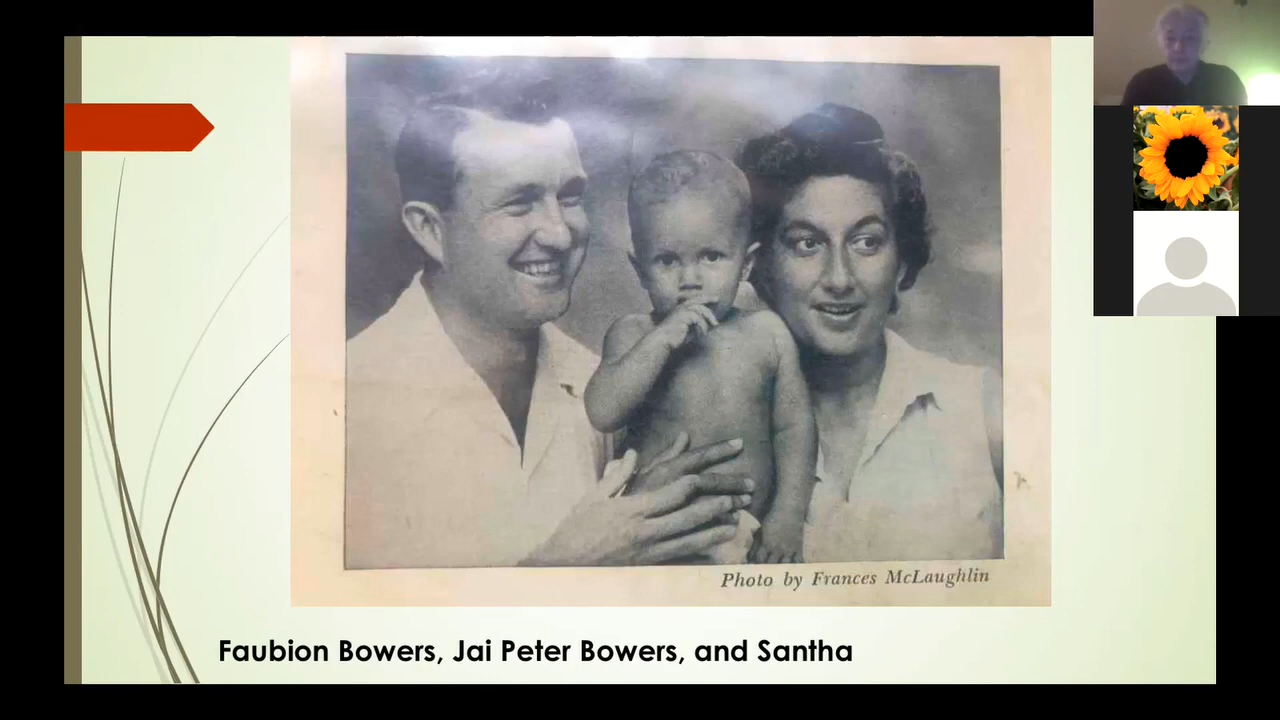 Photo by Frances McLaughlin
Faubion Bowers, Jai Peter Bowers, and Santha